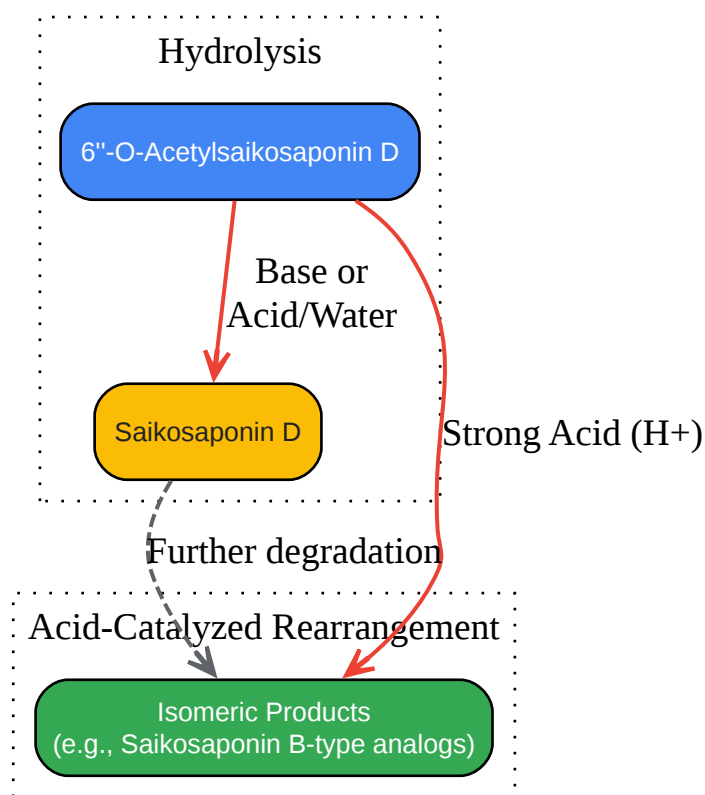 Hydrolysis
6''-O-Acetylsaikosaponin D
Base or
Acid/Water
Saikosaponin D
Strong Acid (H+)
Further degradation
Acid-Catalyzed Rearrangement
Isomeric Products
(e.g., Saikosaponin B-type analogs)